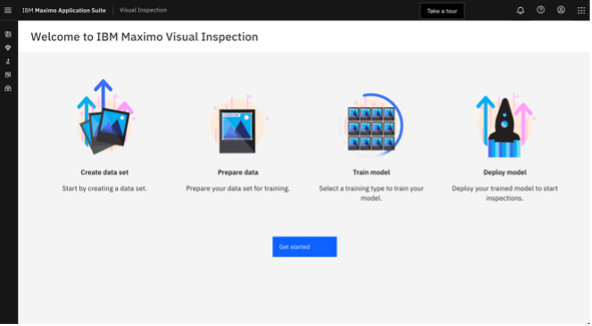 IBM Maximo Application Suite Visual Inspection Take a tour
Welcome to IBM Maximo Visual Inspection
Create data set
Start by creating a data set.
Prepare data
Prepare your data set for training.
Train model
Select a training type to train your
model.
Deploy model
Deploy your trained model to start
inspections.
Get started